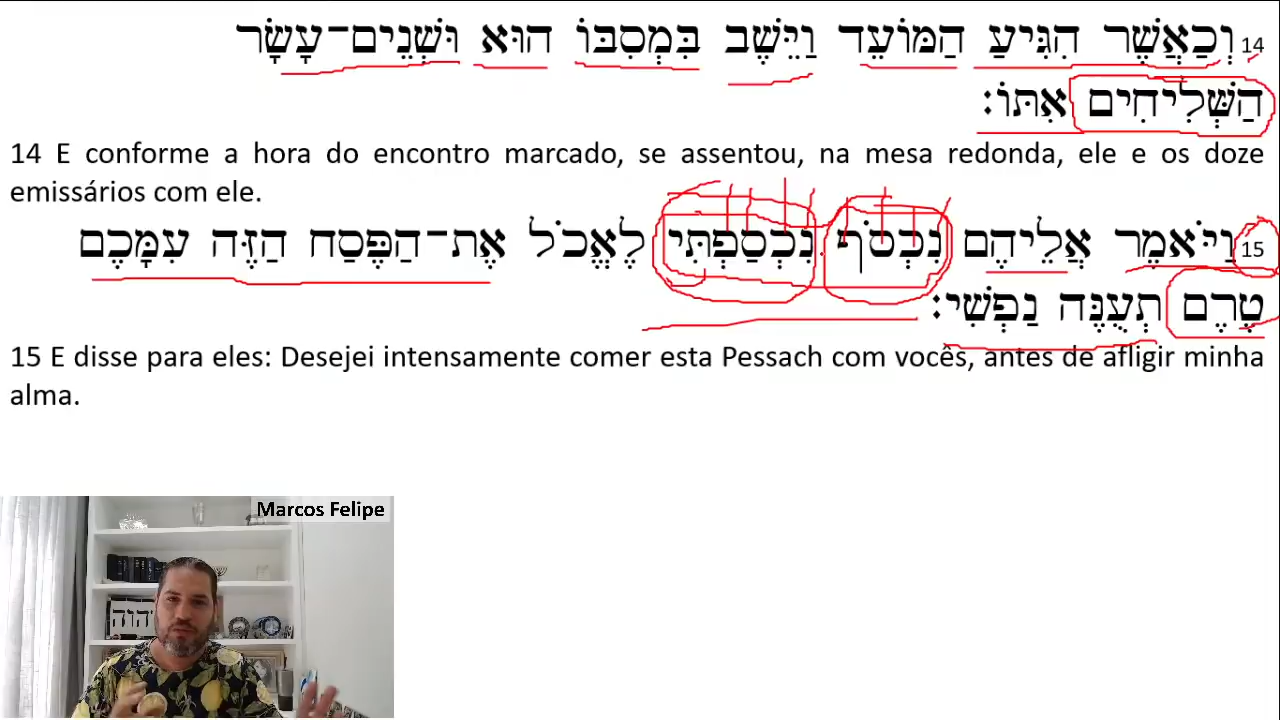 14 וְכַאֲשֶׁר הִגִּיעַ הַמּוֹעֵד וַיֵּשֶׁב בִּמְסִבּוֹ הוּא וּשְׁנֵים־עָשָׂר
הַשְּׁלִיחִים אִתּוֹ׃
14 E conforme a hora do encontro marcado, se assentou, na mesa redonda, ele e os doze
emissários com ele.
15 וַיֹּאמֶר אֲלֵיהֶם נִכְסֹף נִכְסַפְתִּי לֶאֱכֹל אֶת־הַפֶּסַח הַזֶּה עִמָּכֶם
טֶרֶם תְּעֻנֶּה נַפְשִׁי׃
15 E disse para eles: Desejei intensamente comer esta Pessach com vocês, antes de afligir minha
alma.
Marcos Felipe
יהוה